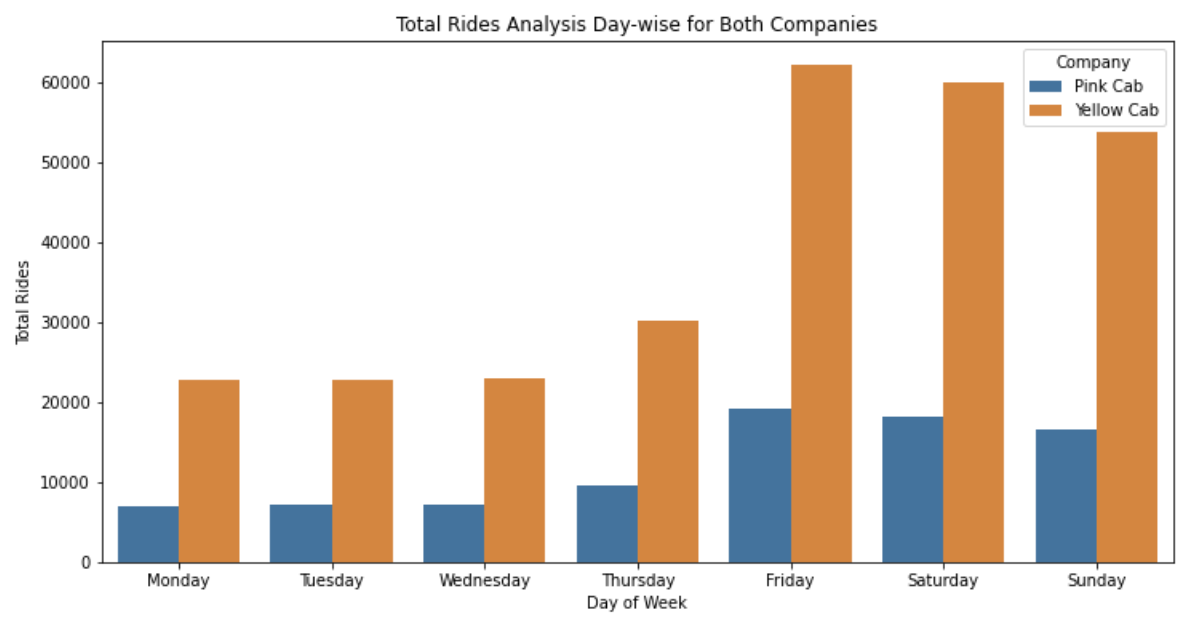 Total Rides Analysis Day-wise for Both Companies
Company
Pink Cab
Yellow Cab
Total Rides
60000
50000
40000
30000
20000
10000
0
Monday Tuesday Wednesday Thursday Friday Saturday Sunday
Day of Week